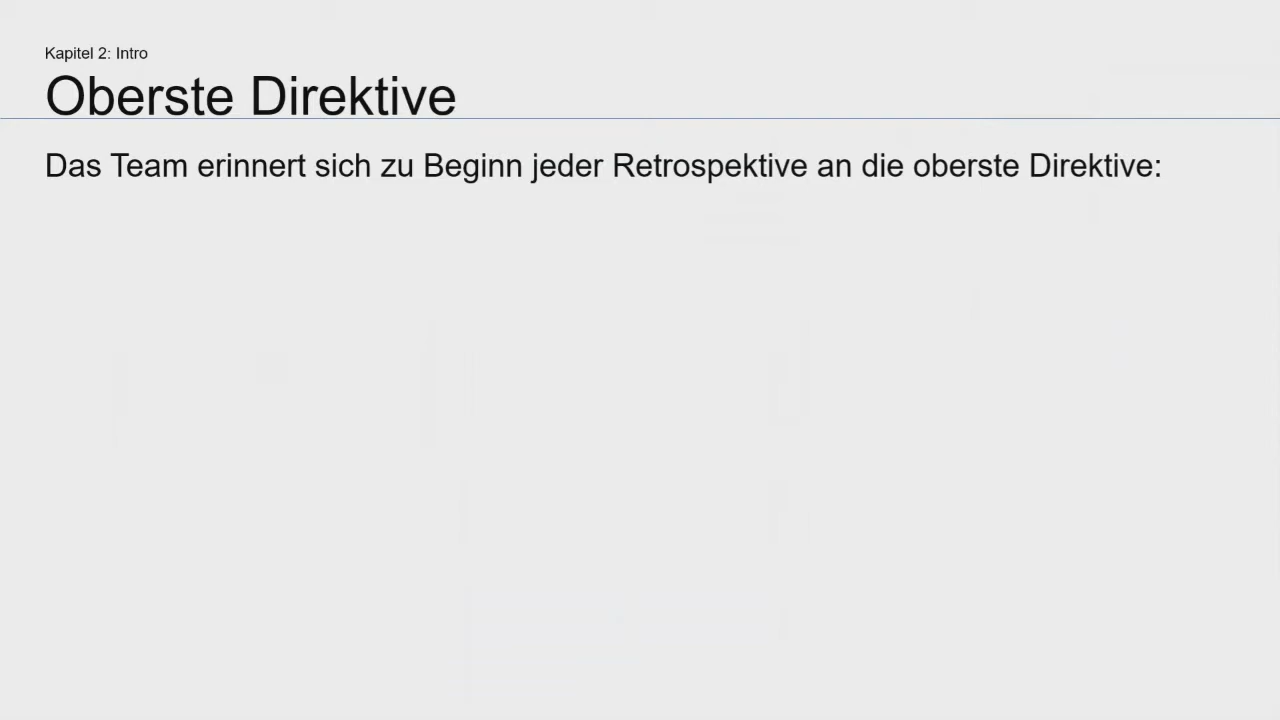 Kapitel 2: Intro
Oberste Direktive
Das Team erinnert sich zu Beginn jeder Retrospektive an die oberste Direktive: